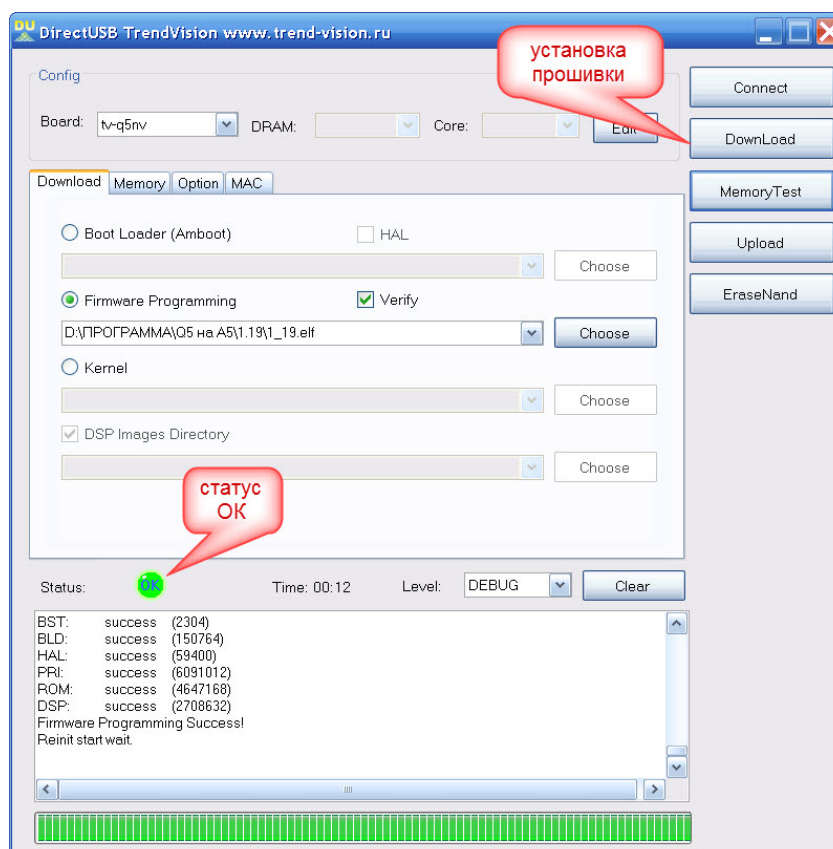 DU DirectUSB TrendVision www.trend-vision.ru
установка
прошивки
Config
Board: tv-q5nv DRAM: Core: Edit
Connect
DownLoad
MemoryTest
Upload
EraseNand
Download Memory Option MAC
Boot Loader (Amboot) HAL
Choose
Firmware Programming Verify
D:\ПРОГРАММА\Q5 на A5\1.19\1_19.elf Choose
Kernel
Choose
DSP Images Directory
Choose
статус
ОК
Status: OK Time: 00:12 Level: DEBUG Clear
BST: success (2304)
BLD: success (150764)
HAL: success (59400)
PRI: success (6091012)
ROM: success (4647168)
DSP: success (2708632)
Firmware Programming Success!
Reinit start wait.